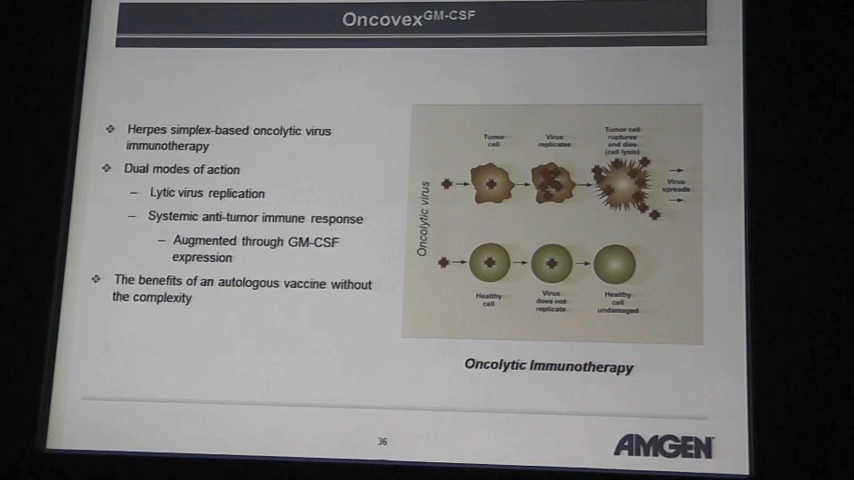 Oncovex GM-CSF
❖ Herpes simplex-based oncolytic virus
immunotherapy
❖ Dual modes of action
– Lytic virus replication
– Systemic anti-tumor immune response
– Augmented through GM-CSF
expression
❖ The benefits of an autologous vaccine without
the complexity
Oncolytic virus
Tumor
cell
Virus
replicates
Tumor cell
ruptures
and dies
(cell lysis)
Virus
spreads
Healthy
cell
Virus
does not
replicate
Healthy
cell
undamaged
Oncolytic Immunotherapy
36
AMGEN